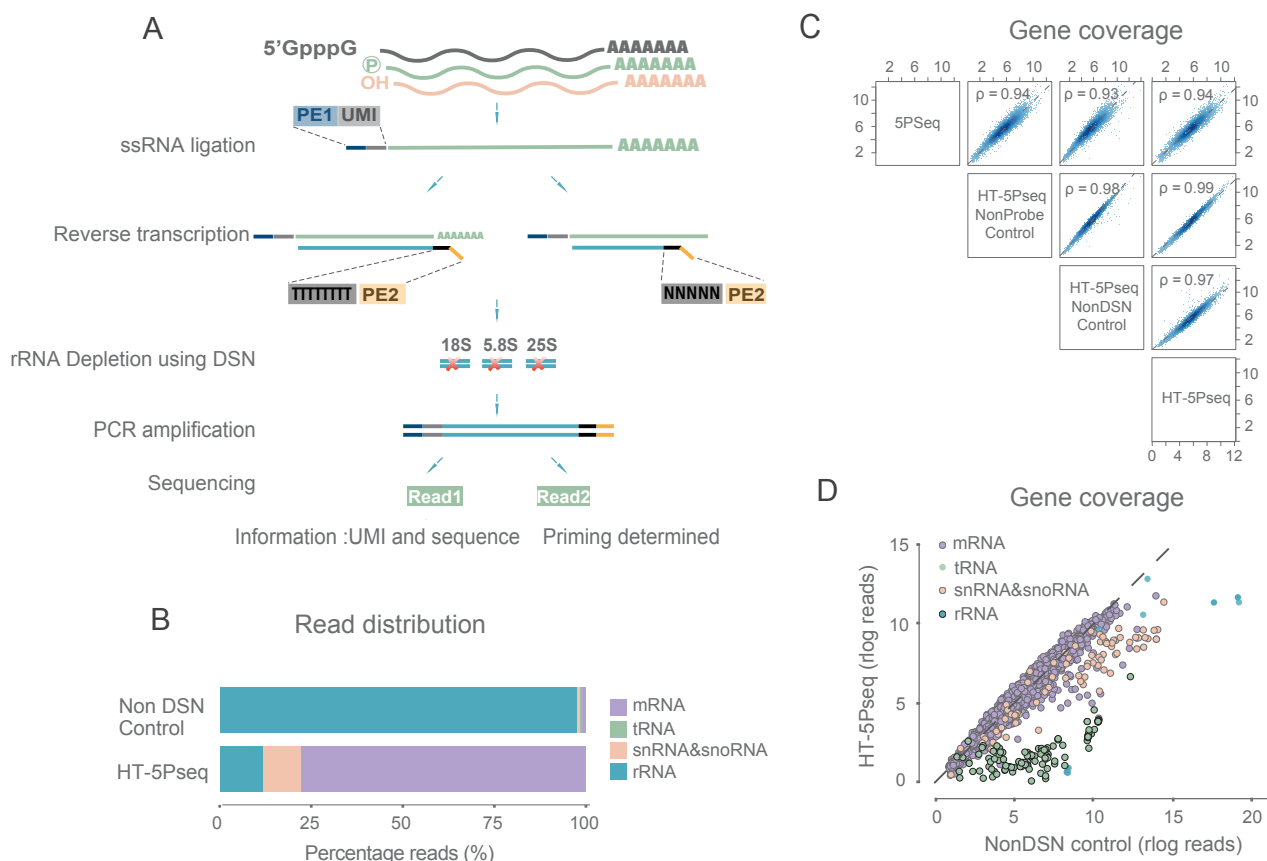 A
5'GpppG
AAAAAAA
P
AAAAAAA
OH
AAAAAAA
PE1 UMI
ssRNA ligation
AAAAAAA
Reverse transcription
AAAAAAA
TTTTTTTT PE2
NNNNN PE2
rRNA Depletion using DSN
18S 5.8S 25S
PCR amplification
Sequencing
Read1 Read2
Information :UMI and sequence Priming determined
B
Read distribution
Non DSN
Control
HT-5Pseq
mRNA
tRNA
snRNA&snoRNA
rRNA
0 25 50 75 100
Percentage reads (%)
C
Gene coverage
2 6 10 2 6 10 2 6 10 2 6 10
5PSeq
10
6
2
ρ = 0.94
ρ = 0.93
ρ = 0.94
10
6
2
HT-5Pseq
NonProbe
Control
ρ = 0.98
ρ = 0.99
10
6
2
HT-5Pseq
NonDSN
Control
ρ = 0.97
10
6
2
HT-5Pseq
10
6
2
0 4 8 12
D
Gene coverage
HT-5Pseq (rlog reads)
15
10
5
0
mRNA
tRNA
snRNA&snoRNA
rRNA
0 5 10 15 20
NonDSN control (rlog reads)